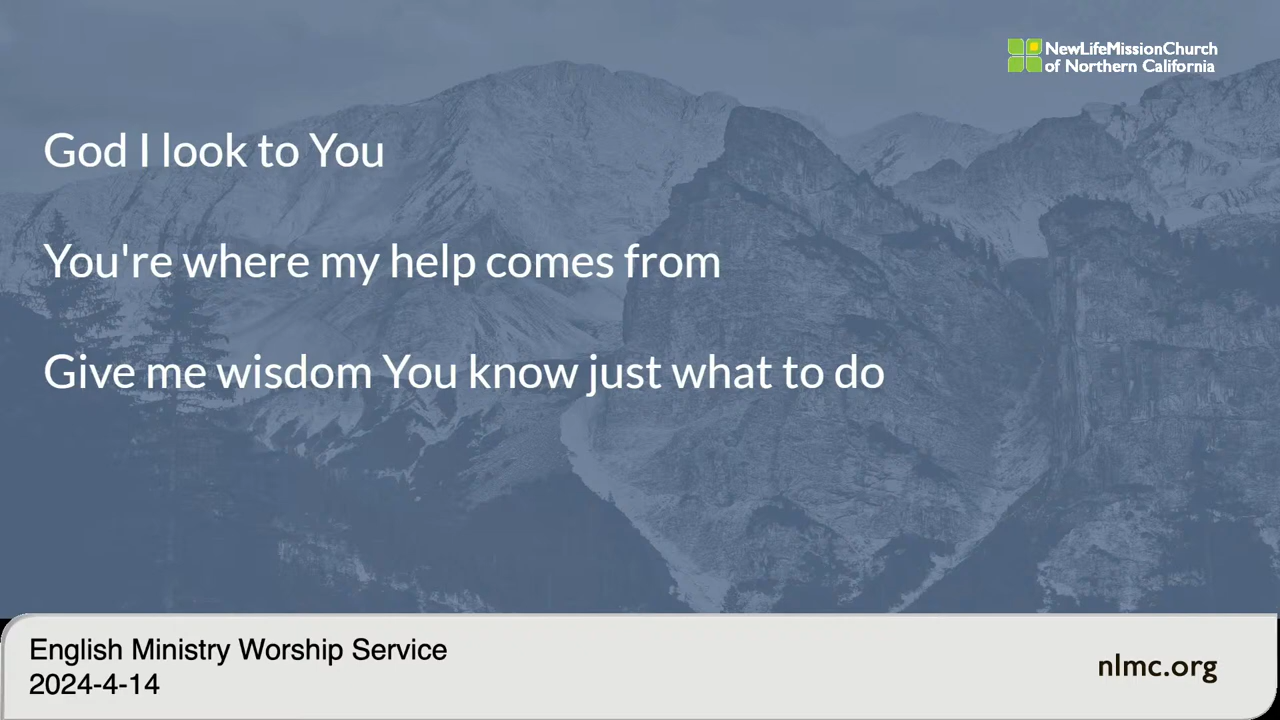 NewLifeMissionChurch
of Northern California
God I look to You
You're where my help comes from
Give me wisdom You know just what to do
English Ministry Worship Service
2024-4-14
nlmc.org